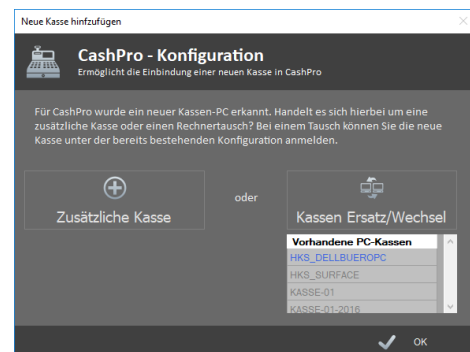 Neue Kasse hinfzufügen
CashPro - Konfiguration
Ermöglicht die Einbindung einer neuen Kasse in CashPro
Für CashPro wurde ein neuer Kassen-PC erkannt. Handelt es sich hierbei um eine
zusätzliche Kasse oder einen Rechnertausch? Bei einem Tausch können Sie die neue
Kasse unter der bereits bestehenden Konfiguration anmelden.
Zusätzliche Kasse
oder
Kassen Ersatz/Wechsel
Vorhandene PC-Kassen
HKS_DELLBUEROPC
HKS_SURFACE
KASSE-01
KASSE-01-2016
OK